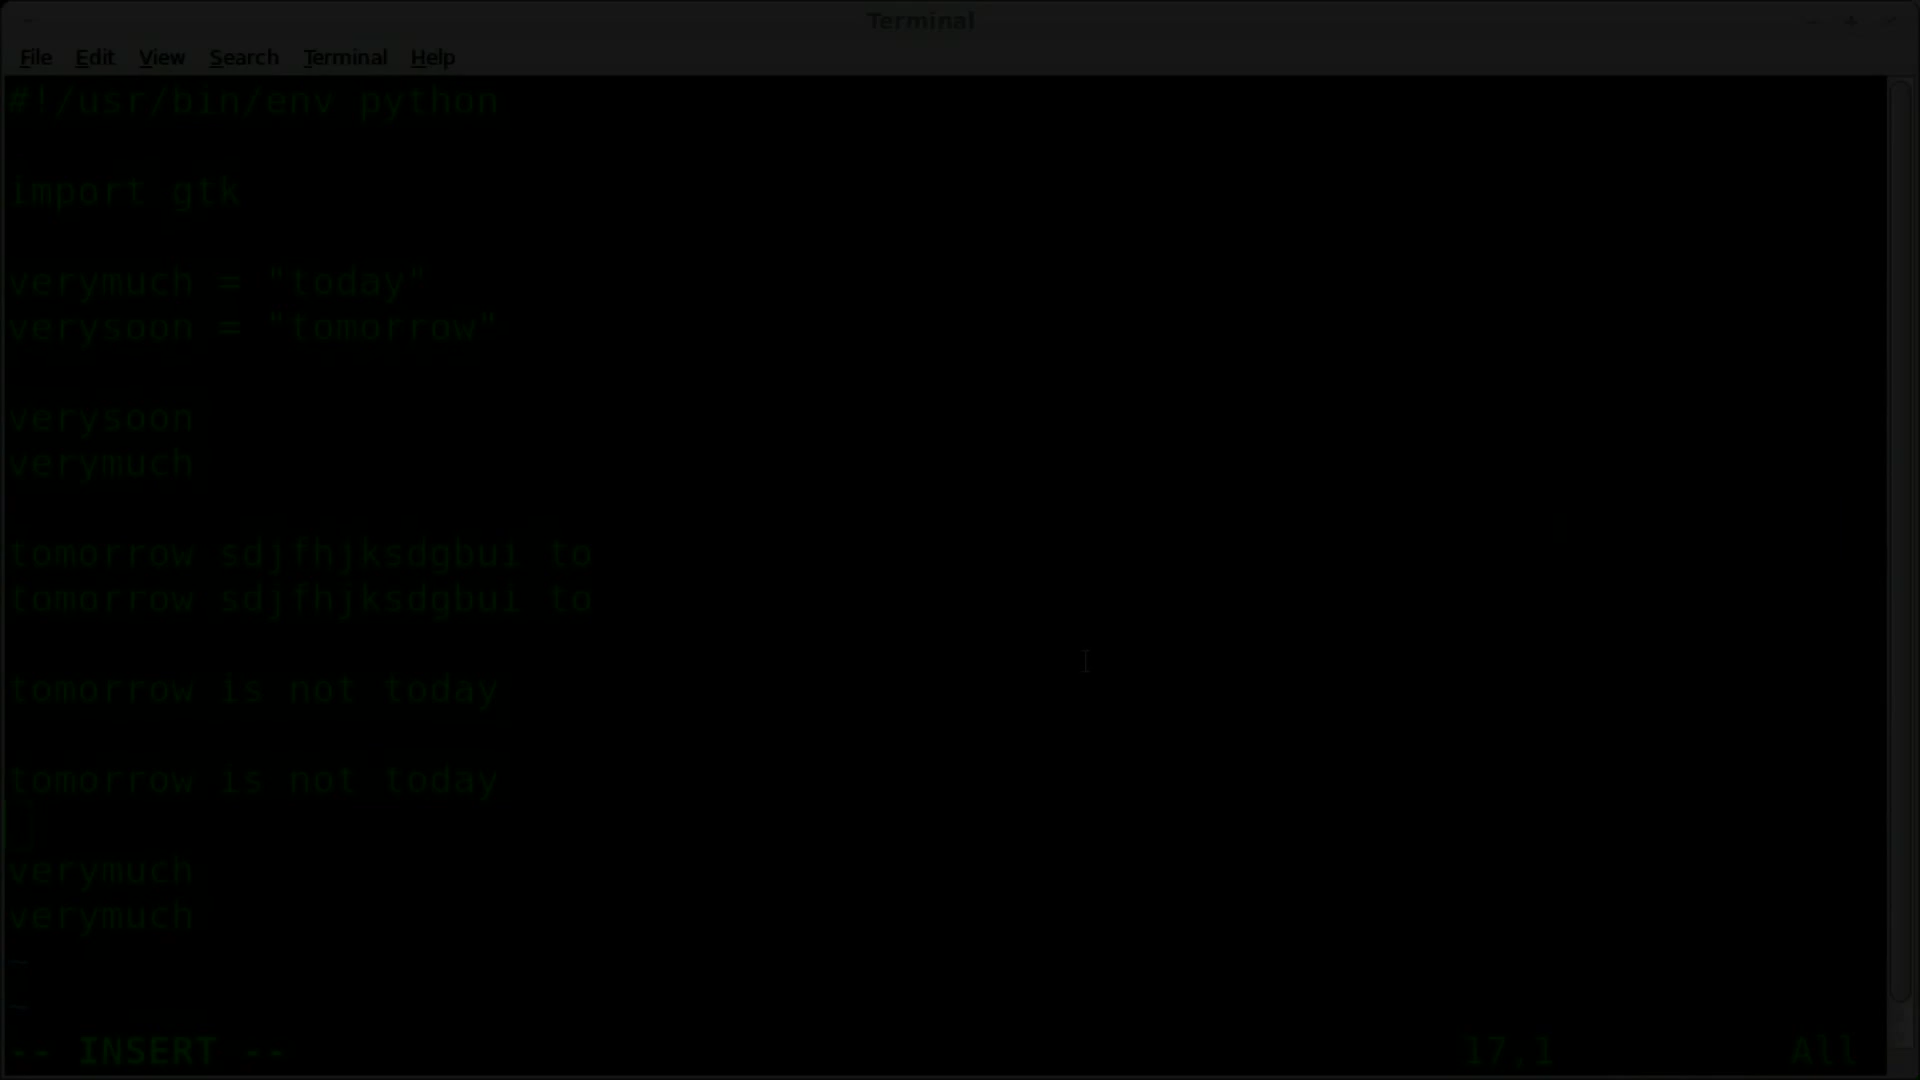 Terminal
File Edit View Search Terminal Help
#!/usr/bin/env python
import gtk
verymuch = "today"
verysoon = "tomorrow"
verysoon
verymuch
tomorrow sdjfhjksdgbui to
tomorrow sdjfhjksdgbui to
tomorrow is not today
tomorrow is not today
verymuch
verymuch
~
~
-- INSERT -- 17,1 All